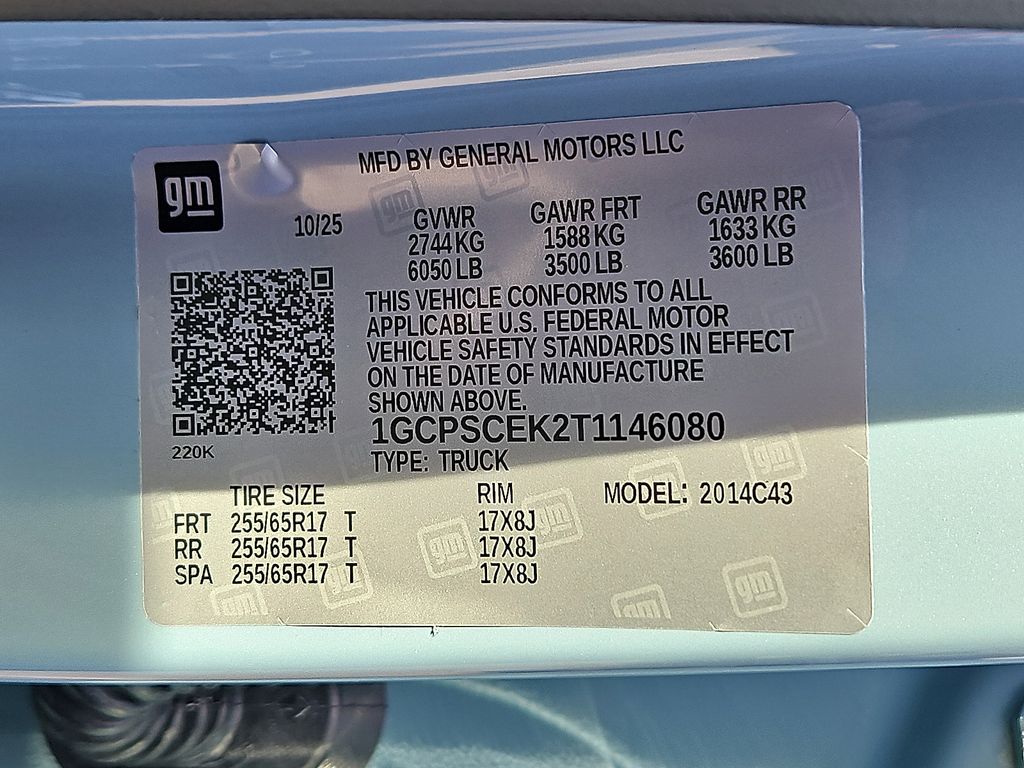 gm
MFD BY GENERAL MOTORS LLC
10/25
GVWR GAWR FRT GAWR RR
2744 KG 1588 KG 1633 KG
6050 LB 3500 LB 3600 LB
THIS VEHICLE CONFORMS TO ALL
APPLICABLE U.S. FEDERAL MOTOR
VEHICLE SAFETY STANDARDS IN EFFECT
ON THE DATE OF MANUFACTURE
SHOWN ABOVE.
1GCPSCEK2T1146080
220K
TYPE: TRUCK
TIRE SIZE RIM MODEL: 2014C43
FRT 255/65R17 T 17X8J
RR 255/65R17 T 17X8J
SPA 255/65R17 T 17X8J